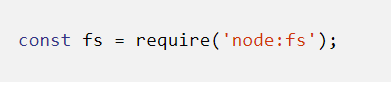 const fs = require('node:fs');